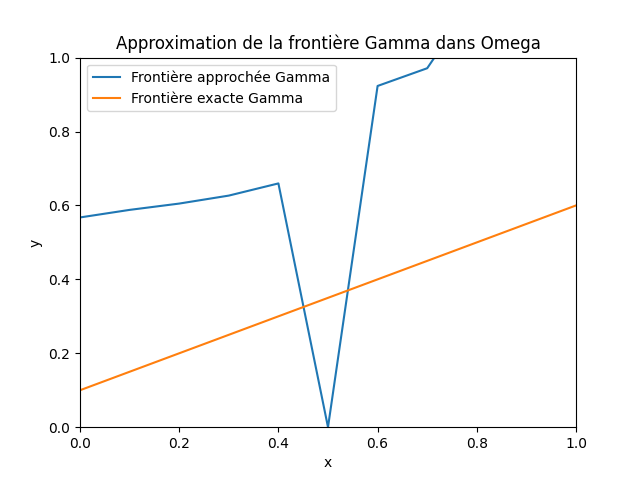 Approximation de la frontière Gamma dans Omega
Frontière approchée Gamma
Frontière exacte Gamma
1.0
0.8
0.6
0.4
0.2
0.0
y
0.0 0.2 0.4 0.6 0.8 1.0
x